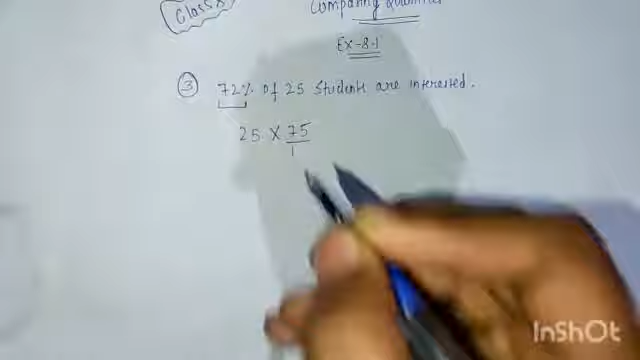 Class 8
Comparing Quantities
Ex-8.1
③ 72% of 25 students are interested.
25 × 75
1
InShOt